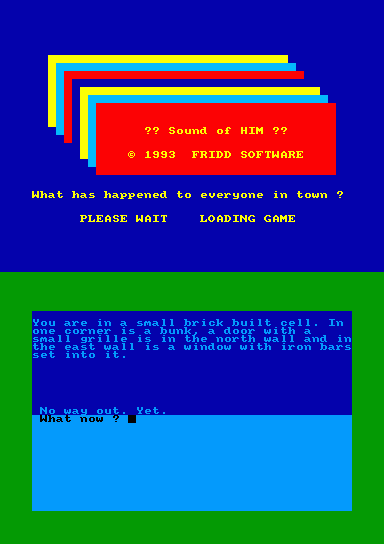 ?? Sound of HIM ??
© 1993 FRIDD SOFTWARE
What has happened to everyone in town ?
PLEASE WAIT LOADING GAME
You are in a small brick built cell. In
one corner is a bunk, a door with a
small grille is in the north wall and in
the east wall is a window with iron bars
set into it.
No way out. Yet.
What now ?